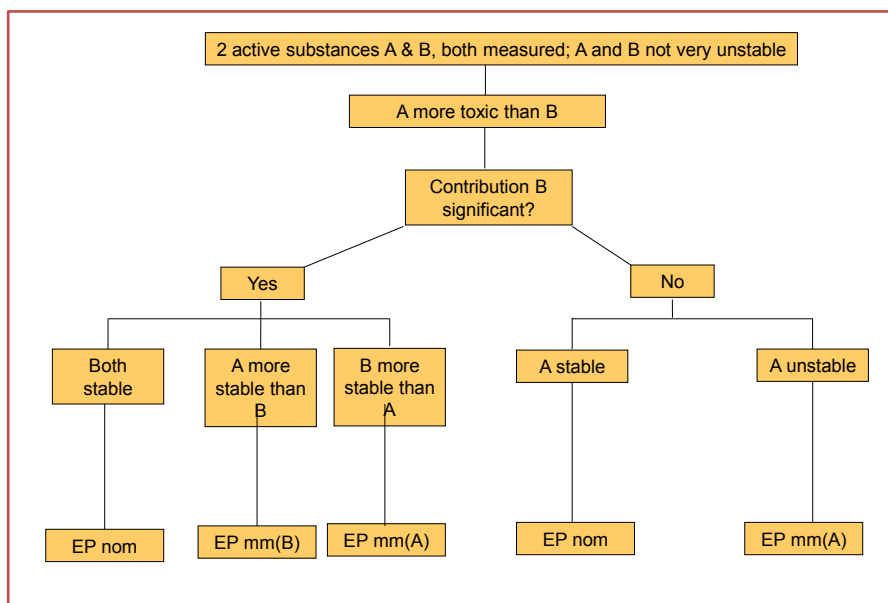 2 active substances A & B, both measured; A and B not very unstable
A more toxic than B
Contribution B
significant?
Yes
No
Both
stable
A more
stable than
B
B more
stable than
A
A stable
A unstable
EP nom
EP mm(B)
EP mm(A)
EP nom
EP mm(A)